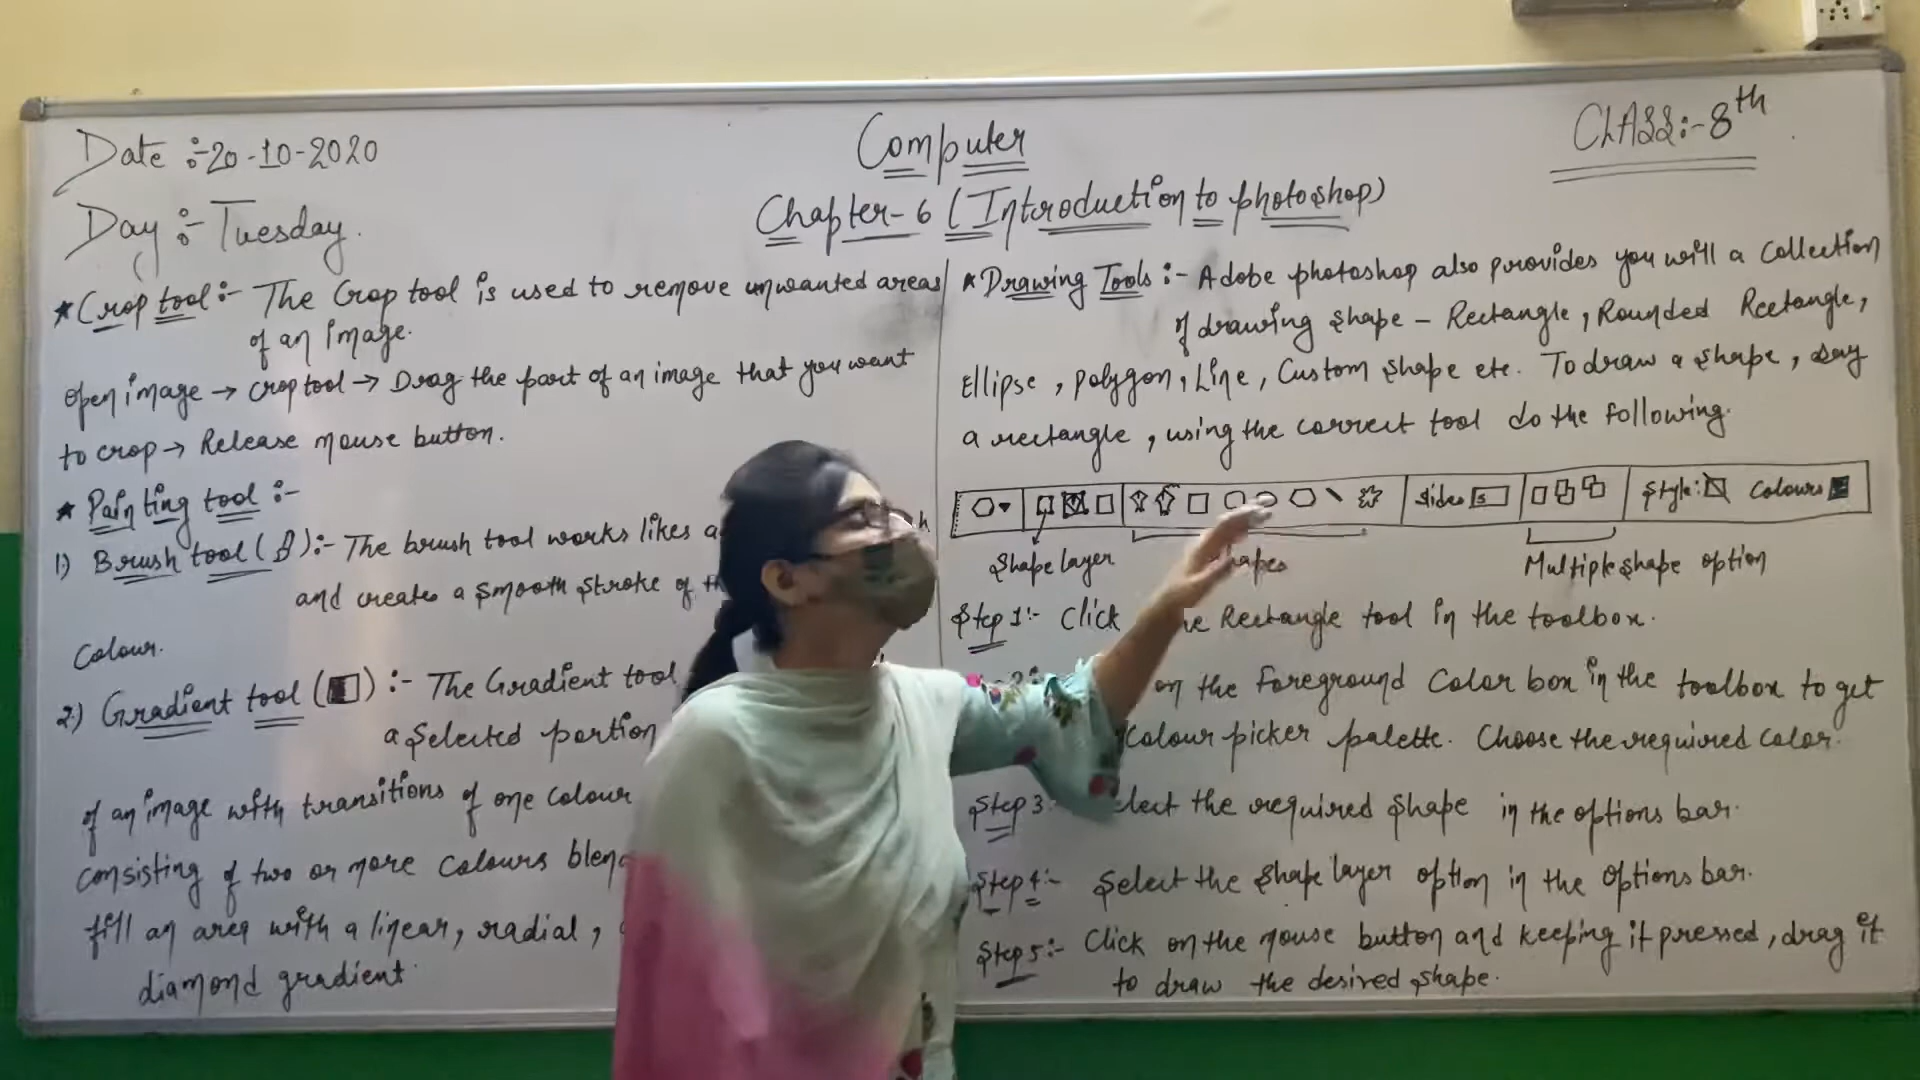 Date :-20-10-2020
Day :- Tuesday.
Computer
Chapter-6 (Introduction to photoshop)
CLASS:-8th
* Crop tool:- The Crop tool is used to remove unwanted areas
of an image.
open image → crop tool → Drag the part of an image that you want
to crop → Release mouse button.
* Painting tool :-
1) Brush tool ( ):- The brush tool works likes a
and creates a smooth stroke of
Colour.
2.) Gradient tool ( ) :- The Gradient tool
a selected portion
of an image with transitions of one colour
consisting of two or more colours
fill an area with a linear, radial,
diamond gradient.
* Drawing Tools :- Adobe photoshop also provides you will a Collection
of drawing shape - Rectangle, Rounded Rectangle,
Ellipse, polygon, Line, Custom shape etc. To draw a shape, say
a rectangle, using the correct tool do the following.
Sides 5 Style: Colours
Shape layer Shapes Multiple shape option
Step 1:- Click Rectangle tool in the toolbox.
on the foreground Color box in the toolbox to get
Colour picker palette. Choose the required color.
Step 3 the required shape in the options bar.
Step 4:- Select the shape layer option in the options bar.
Step 5:- Click on the mouse button and keeping it pressed, drag it
to draw the desired shape.